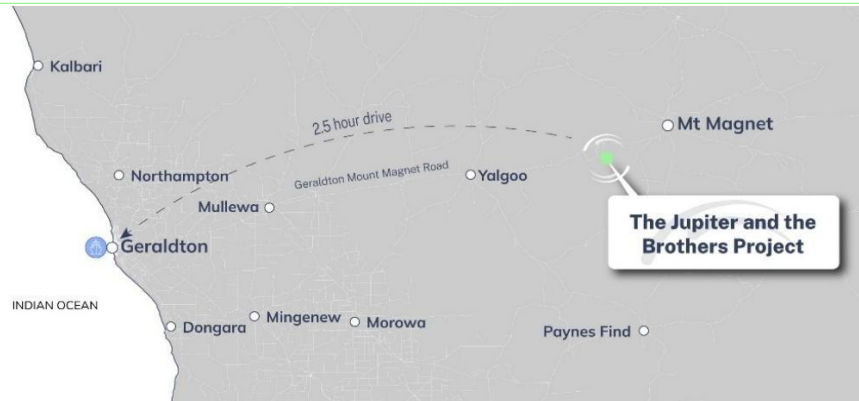 Kalbari
2.5 hour drive
Mt Magnet
Northampton
Geraldton Mount Magnet Road
Yalgoo
Mullewa
The Jupiter and the
Brothers Project
Geraldton
INDIAN OCEAN
Mingenew
Morowa
Dongara
Paynes Find